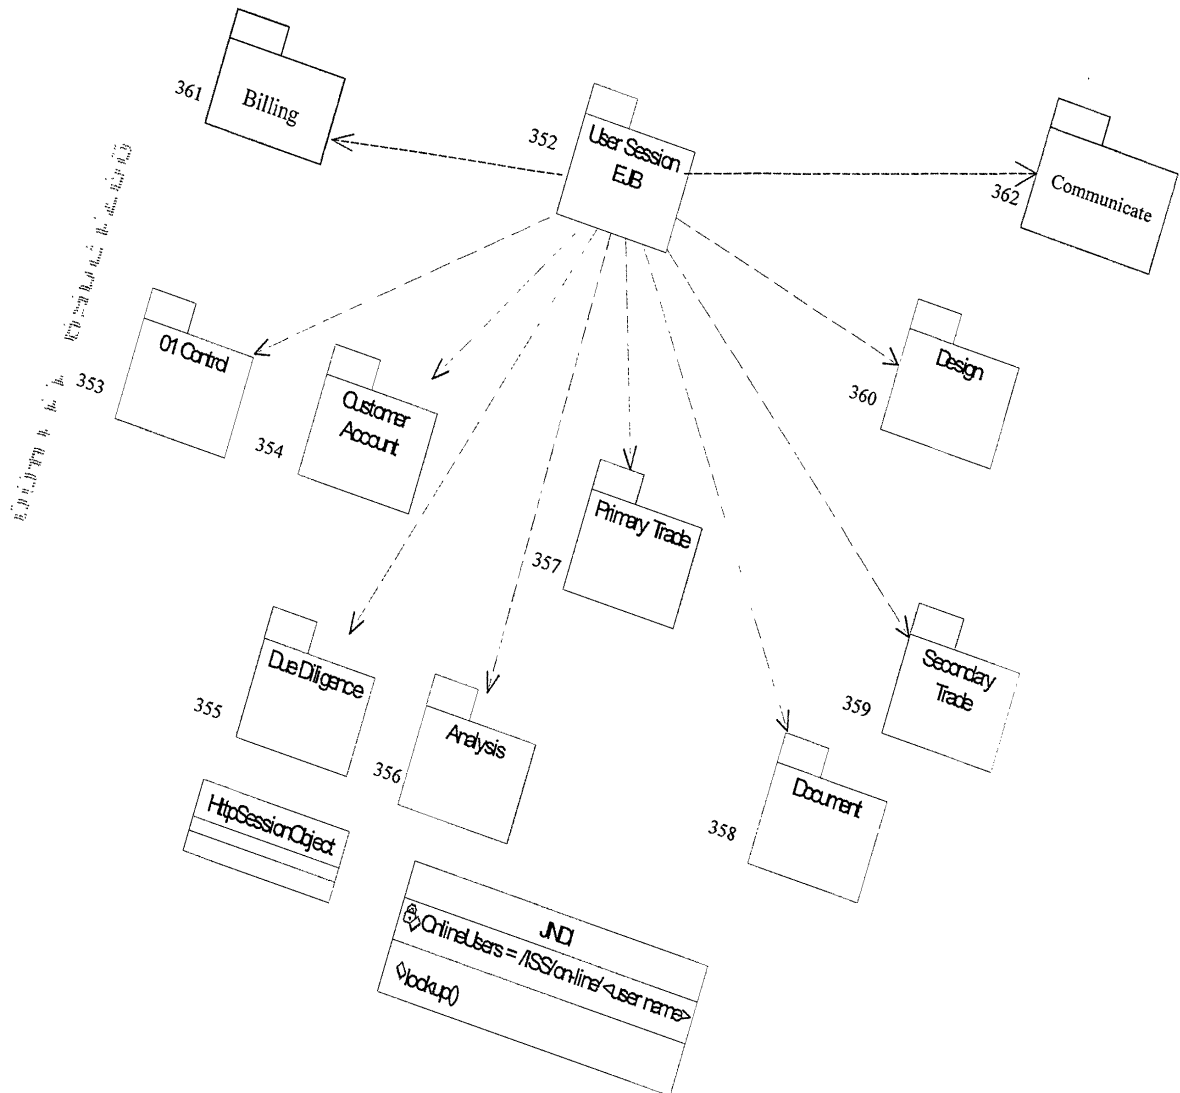 361
Billing
352
User Session
EJB
362
Communicate
353
01 Control
354
Customer
Account
360
Design
357
Primary Trade
355
Due Diligence
356
Analysis
359
Secondary
Trade
358
Document
HttpSessionObject
JNDI
OnlineUsers = /ISS/on-line/<user name>
lookup()